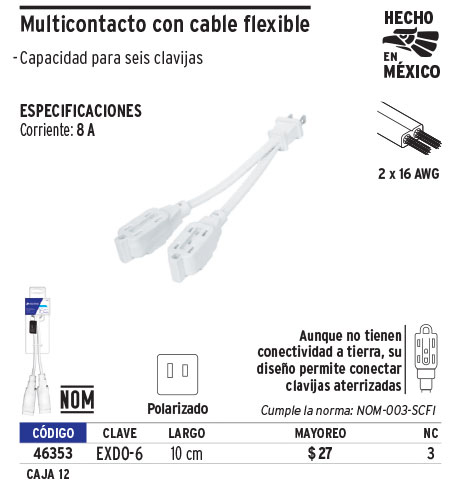 Multicontacto con cable flexible
- Capacidad para seis clavijas
HECHO
EN
MÉXICO
ESPECIFICACIONES
Corriente: 8 A
2 x 16 AWG
NOM
Polarizado
Aunque no tienen
conectividad a tierra, su
diseño permite conectar
clavijas aterrizadas
Cumple la norma: NOM-003-SCFI
CÓDIGO CLAVE LARGO MAYOREO NC
46353 EXDO-6 10 cm $ 27 3
CAJA 12